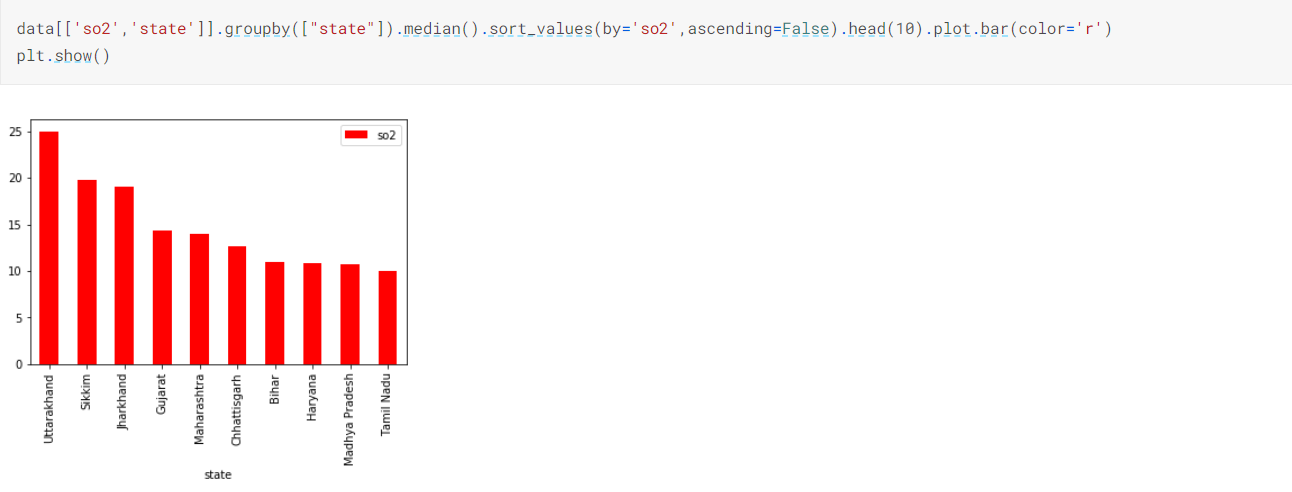 data[['so2','state']].groupby(["state"]).median().sort_values(by='so2',ascending=False).head(10).plot.bar(color='r')
plt.show()
so2
25
20
15
10
5
0
Uttarakhand
Sikkim
Jharkhand
Gujarat
Maharashtra
Chhattisgarh
Bihar
Haryana
Madhya Pradesh
Tamil Nadu
state